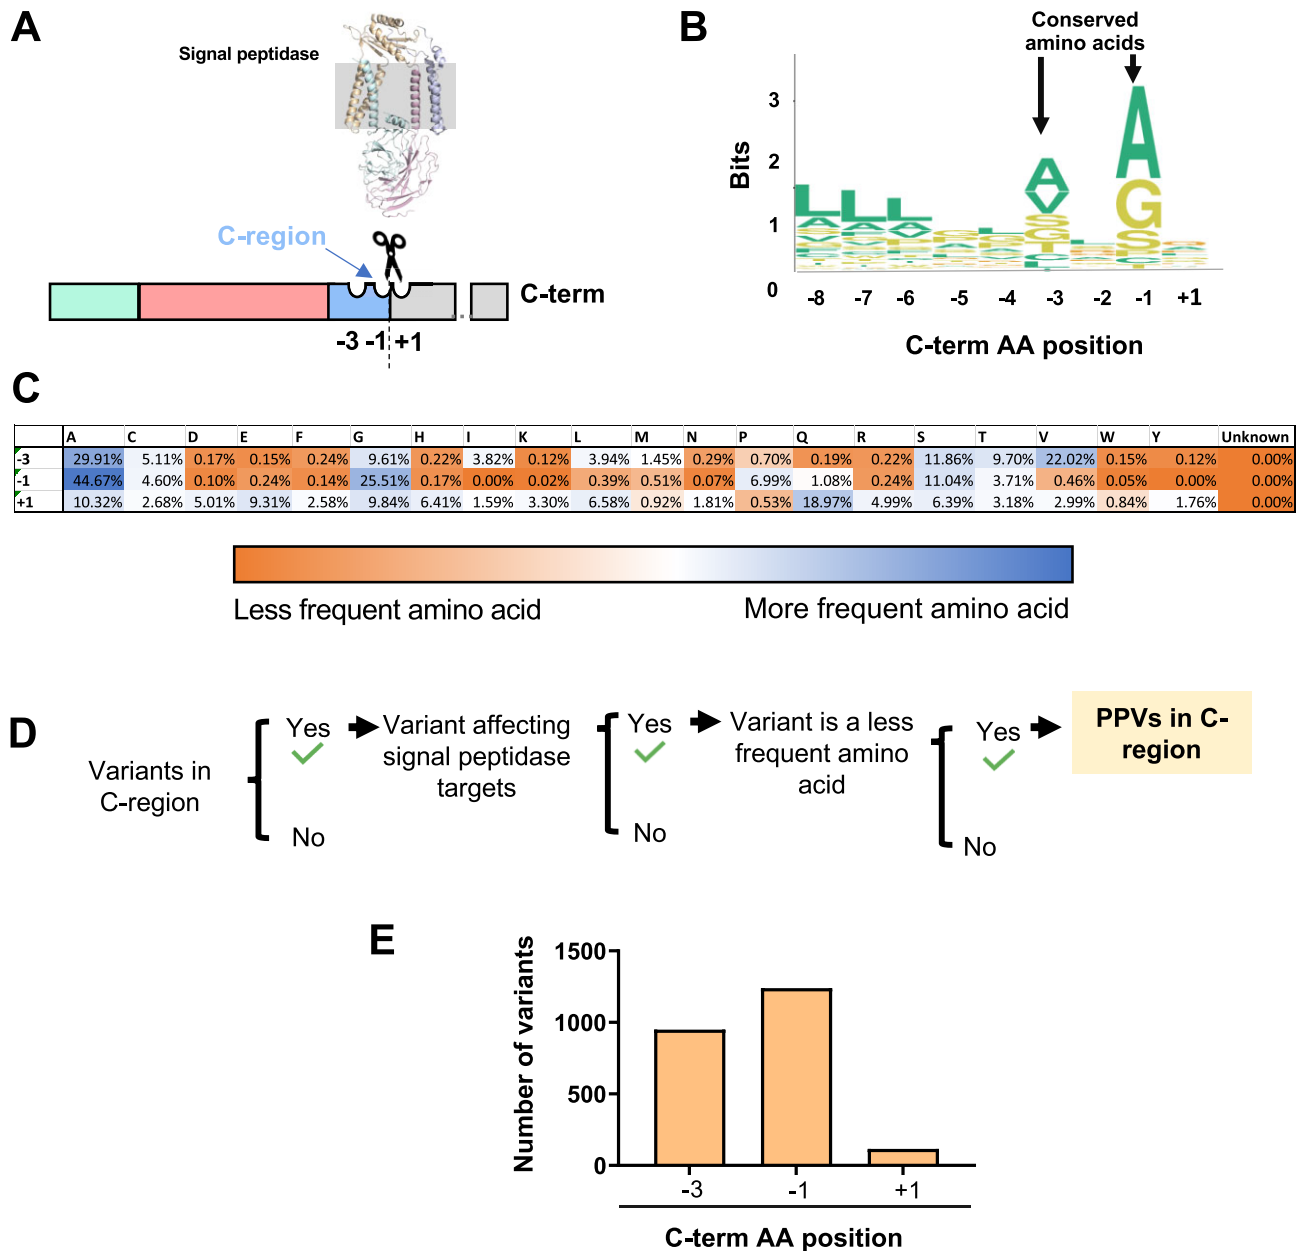 A
Signal peptidase
C-region
C-term
-3 -1 +1
B
Conserved
amino acids
Bits
3
2
1
0
-8 -7 -6 -5 -4 -3 -2 -1 +1
C-term AA position
C
A C D E F G H I K L M N P Q R S T V W Y Unknown
-3 29.91% 5.11% 0.17% 0.15% 0.24% 9.61% 0.22% 3.82% 0.12% 3.94% 1.45% 0.29% 0.70% 0.19% 0.22% 11.86% 9.70% 22.02% 0.15% 0.12% 0.00%
-1 44.67% 4.60% 0.10% 0.24% 0.14% 25.51% 0.17% 0.00% 0.02% 0.39% 0.51% 0.07% 6.99% 1.08% 0.24% 11.04% 3.71% 0.46% 0.05% 0.00% 0.00%
+1 10.32% 2.68% 5.01% 9.31% 2.58% 9.84% 6.41% 1.59% 3.30% 6.58% 0.92% 1.81% 0.53% 18.97% 4.99% 6.39% 3.18% 2.99% 0.84% 1.76% 0.00%
Less frequent amino acid
More frequent amino acid
D
Variants in
C-region
Yes
No
Variant affecting
signal peptidase
targets
Yes
No
Variant is a less
frequent amino
acid
Yes
No
PPVs in C-
region
E
Number of variants
1500
1000
500
0
-3 -1 +1
C-term AA position